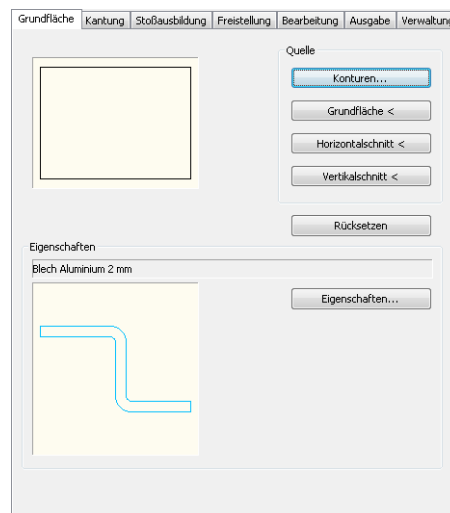 Grundfläche Kantung Stoßausbildung Freistellung Bearbeitung Ausgabe Verwaltung
Quelle
Konturen...
Grundfläche <
Horizontalschnitt <
Vertikalschnitt <
Rücksetzen
Eigenschaften
Blech Aluminium 2 mm
Eigenschaften...